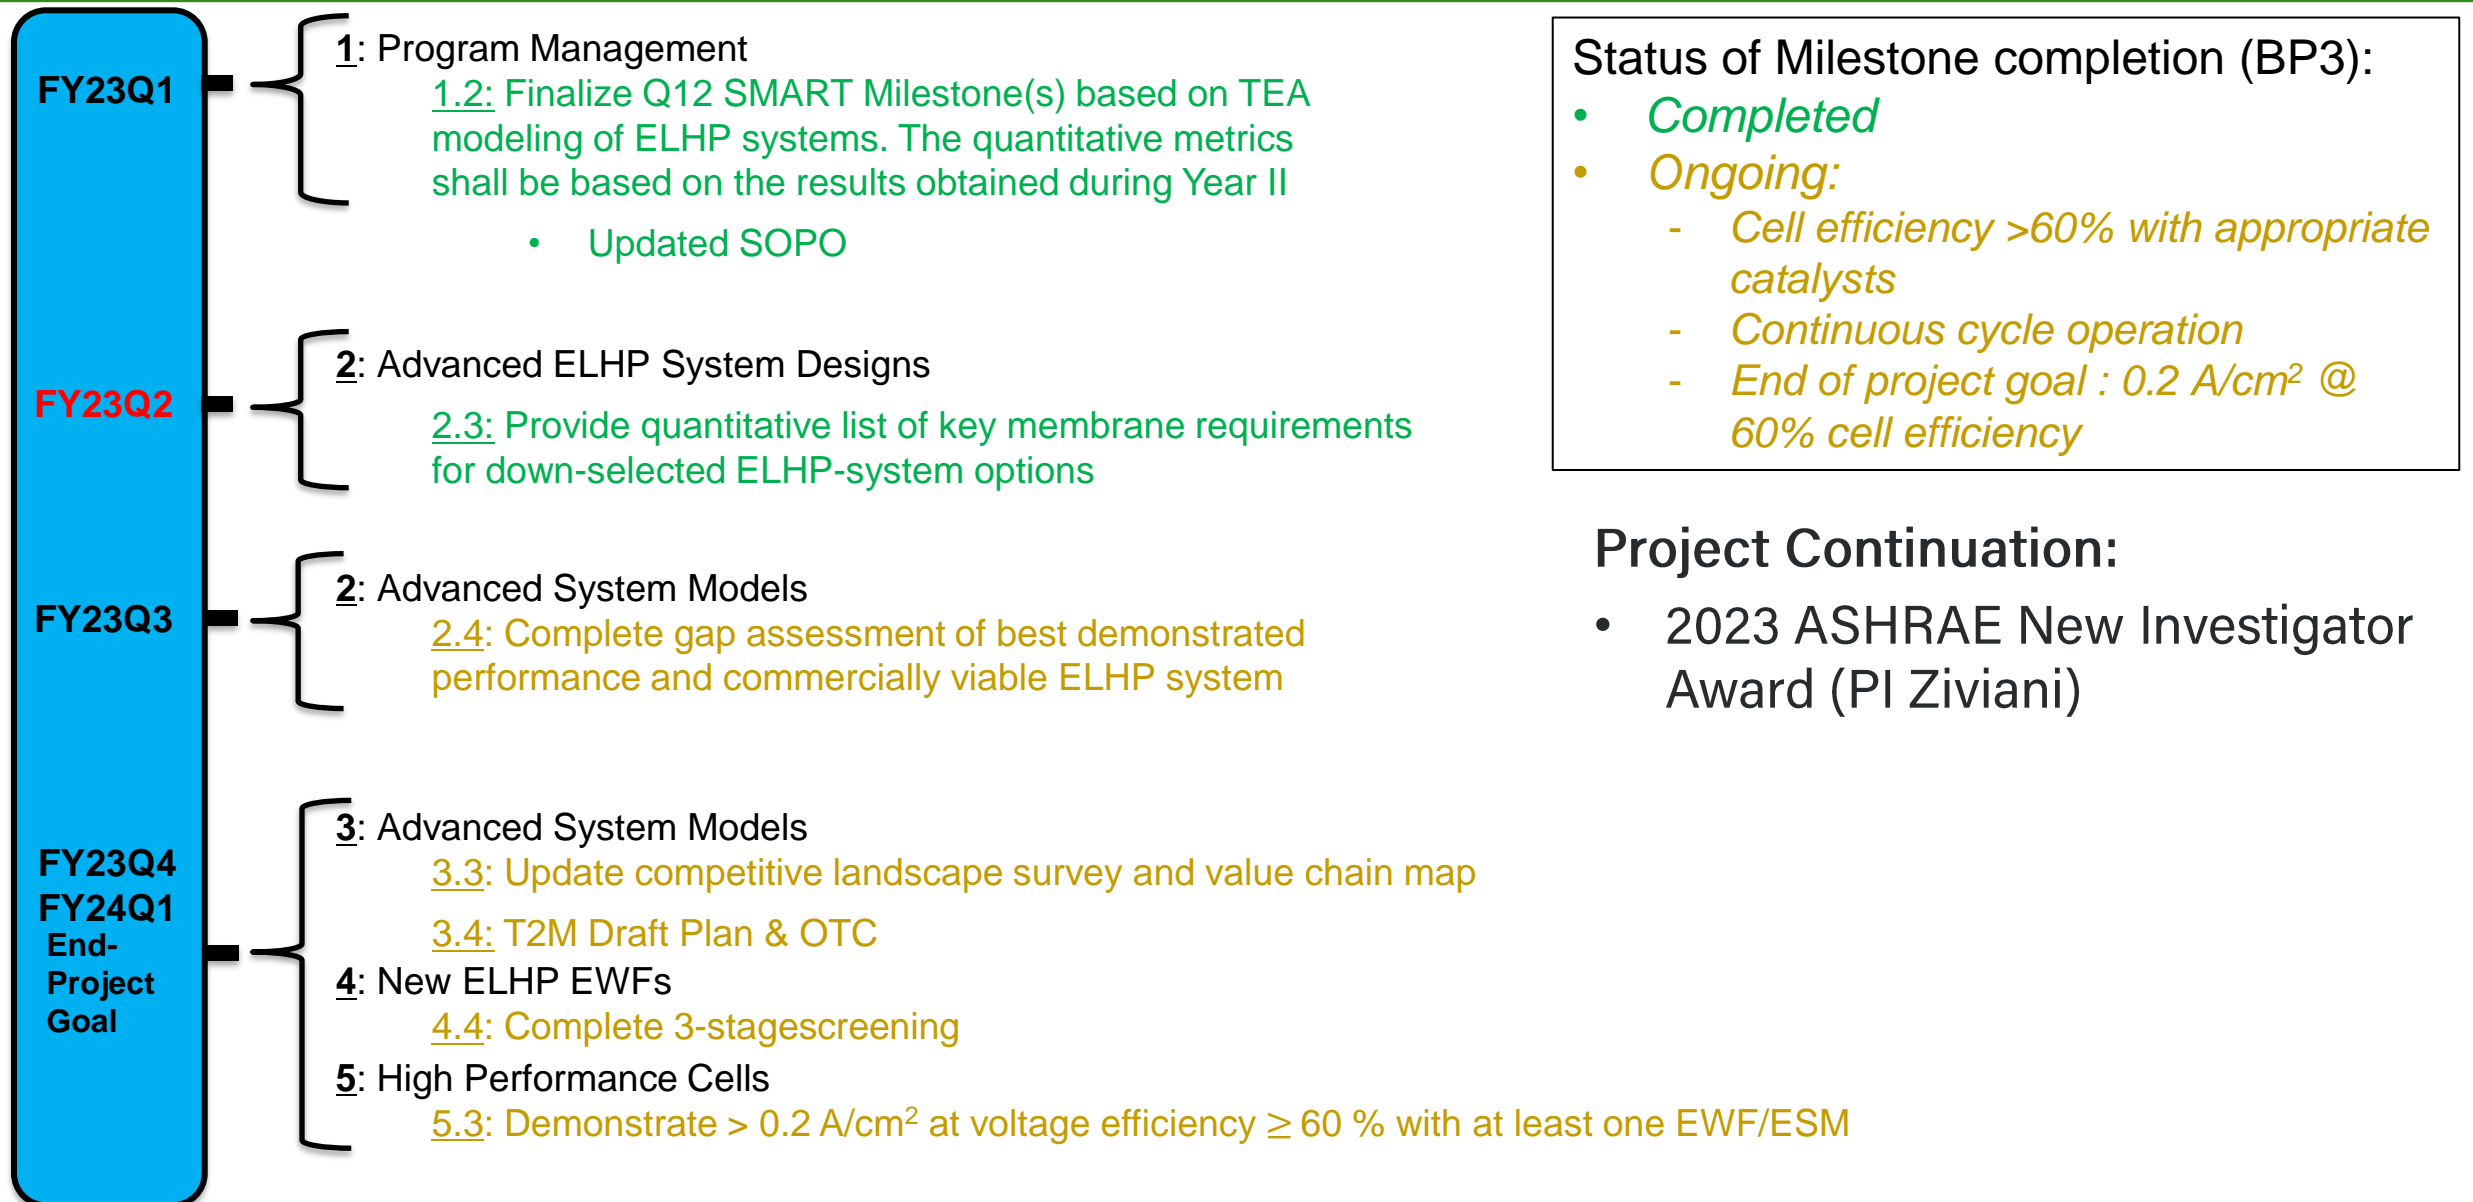 FY23Q1
1: Program Management
1.2: Finalize Q12 SMART Milestone(s) based on TEA
modeling of ELHP systems. The quantitative metrics
shall be based on the results obtained during Year II
• Updated SOPO
FY23Q2
2: Advanced ELHP System Designs
2.3: Provide quantitative list of key membrane requirements
for down-selected ELHP-system options
FY23Q3
2: Advanced System Models
2.4: Complete gap assessment of best demonstrated
performance and commercially viable ELHP system
FY23Q4
FY24Q1
End-
Project
Goal
3: Advanced System Models
3.3: Update competitive landscape survey and value chain map
3.4: T2M Draft Plan & OTC
4: New ELHP EWFs
4.4: Complete 3-stagescreening
5: High Performance Cells
5.3: Demonstrate > 0.2 A/cm² at voltage efficiency ≥ 60 % with at least one EWF/ESM
Status of Milestone completion (BP3):
• Completed
• Ongoing:
- Cell efficiency >60% with appropriate
catalysts
- Continuous cycle operation
- End of project goal : 0.2 A/cm² @
60% cell efficiency
Project Continuation:
• 2023 ASHRAE New Investigator
Award (PI Ziviani)